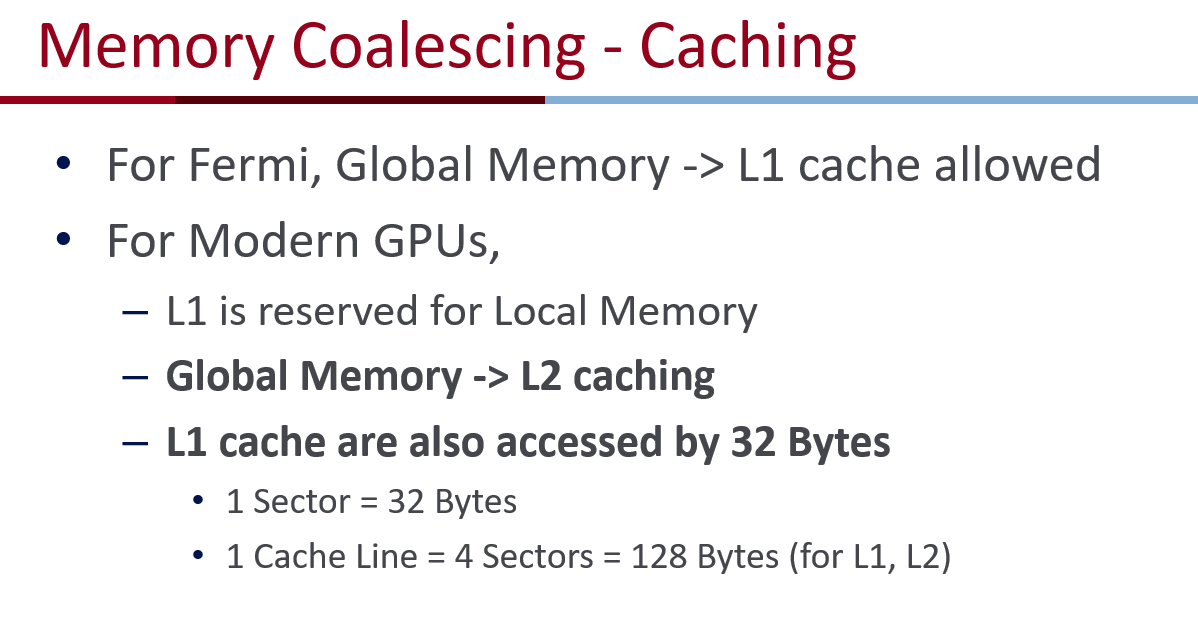 Memory Coalescing - Caching
• For Fermi, Global Memory -> L1 cache allowed
• For Modern GPUs,
– L1 is reserved for Local Memory
– Global Memory -> L2 caching
– L1 cache are also accessed by 32 Bytes
• 1 Sector = 32 Bytes
• 1 Cache Line = 4 Sectors = 128 Bytes (for L1, L2)